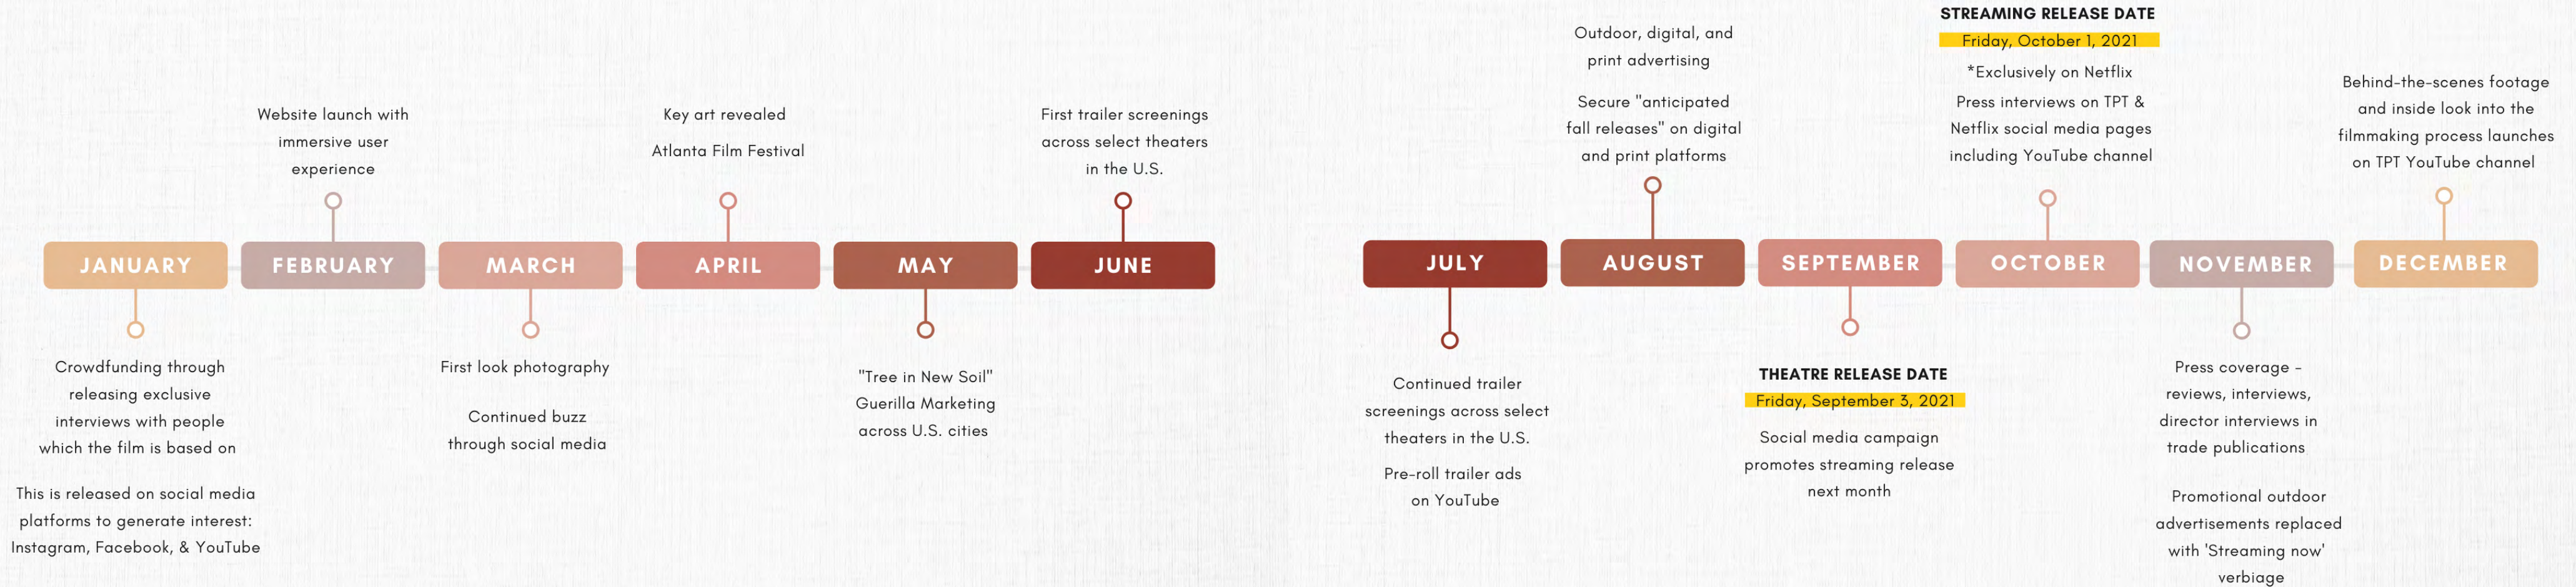 JANUARY
Crowdfunding through
releasing exclusive
interviews with people
which the film is based on
This is released on social media
platforms to generate interest:
Instagram, Facebook, & YouTube
Website launch with
immersive user
experience
FEBRUARY
MARCH
First look photography
Continued buzz
through social media
Key art revealed
Atlanta Film Festival
APRIL
MAY
"Tree in New Soil"
Guerilla Marketing
across U.S. cities
First trailer screenings
across select theaters
in the U.S.
JUNE
JULY
Continued trailer
screenings across select
theaters in the U.S.
Pre-roll trailer ads
on YouTube
Outdoor, digital, and
print advertising
Secure "anticipated
fall releases" on digital
and print platforms
AUGUST
SEPTEMBER
THEATRE RELEASE DATE
Friday, September 3, 2021
Social media campaign
promotes streaming release
next month
STREAMING RELEASE DATE
Friday, October 1, 2021
*Exclusively on Netflix
Press interviews on TPT &
Netflix social media pages
including YouTube channel
OCTOBER
NOVEMBER
Press coverage -
reviews, interviews,
director interviews in
trade publications
Promotional outdoor
advertisements replaced
with 'Streaming now'
verbiage
Behind-the-scenes footage
and inside look into the
filmmaking process launches
on TPT YouTube channel
DECEMBER